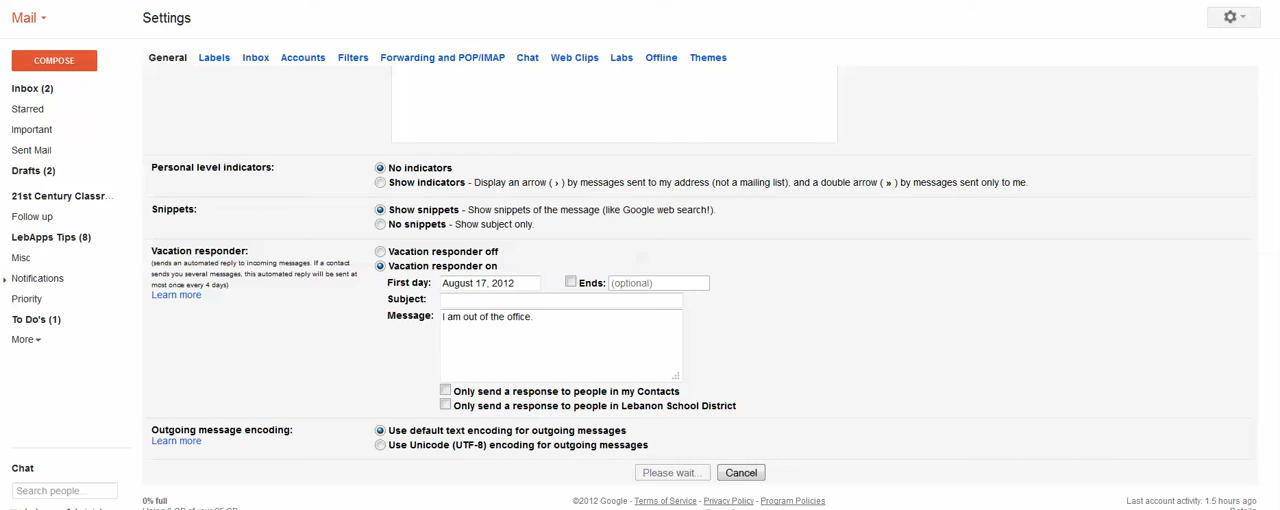 Mail
Settings
COMPOSE
General Labels Inbox Accounts Filters Forwarding and POP/IMAP Chat Web Clips Labs Offline Themes
Inbox (2)
Starred
Important
Sent Mail
Drafts (2)
21st Century Classr...
Follow up
LebApps Tips (8)
Misc
Notifications
Priority
To Do's (1)
More
Chat
Search people...
Personal level indicators:
No indicators
Show indicators - Display an arrow ( › ) by messages sent to my address (not a mailing list), and a double arrow ( » ) by messages sent only to me.
Snippets:
Show snippets - Show snippets of the message (like Google web search!).
No snippets - Show subject only.
Vacation responder:
(sends an automated reply to incoming messages. If a contact
sends you several messages, this automated reply will be sent at
most once every 4 days)
Learn more
Vacation responder off
Vacation responder on
First day: August 17, 2012 Ends: (optional)
Subject:
Message: I am out of the office.
Only send a response to people in my Contacts
Only send a response to people in Lebanon School District
Outgoing message encoding:
Learn more
Use default text encoding for outgoing messages
Use Unicode (UTF-8) encoding for outgoing messages
Please wait... Cancel
0% full
©2012 Google - Terms of Service - Privacy Policy - Program Policies
Last account activity: 1.5 hours ago